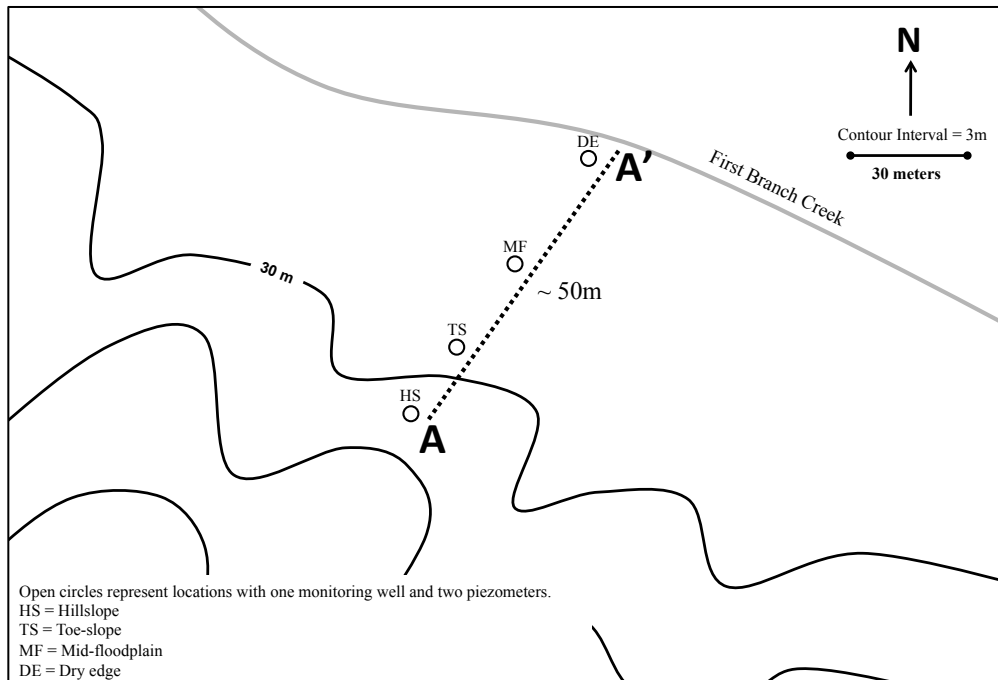 N
Contour Interval = 3m
30 meters
First Branch Creek
DE
A’
MF
~ 50m
30 m
TS
HS
A
Open circles represent locations with one monitoring well and two piezometers.
HS = Hillslope
TS = Toe-slope
MF = Mid-floodplain
DE = Dry edge